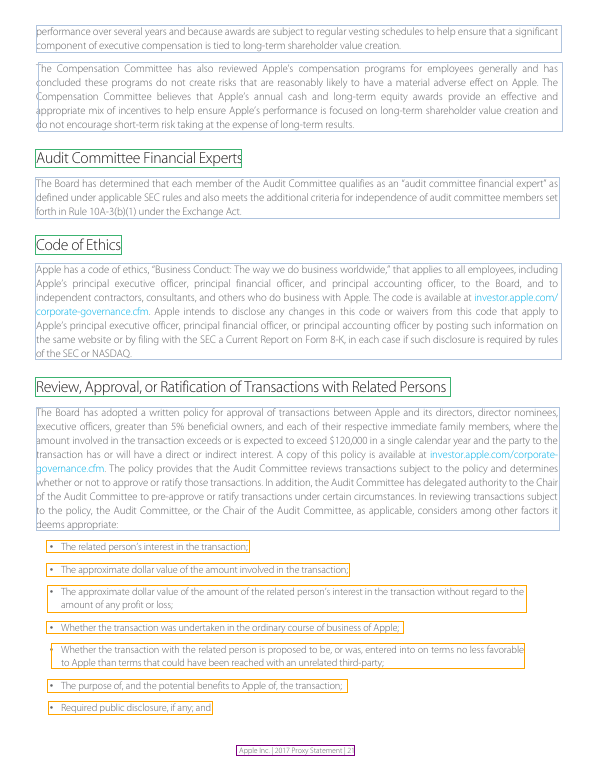 performance over several years and because awards are subject to regular vesting schedules to help ensure that a significant
component of executive compensation is tied to long-term shareholder value creation.
The Compensation Committee has also reviewed Apple's compensation programs for employees generally and has
concluded these programs do not create risks that are reasonably likely to have a material adverse effect on Apple. The
Compensation Committee believes that Apple's annual cash and long-term equity awards provide an effective and
appropriate mix of incentives to help ensure Apple's performance is focused on long-term shareholder value creation and
do not encourage short-term risk taking at the expense of long-term results.
Audit Committee Financial Experts
The Board has determined that each member of the Audit Committee qualifies as an “audit committee financial expert” as
defined under applicable SEC rules and also meets the additional criteria for independence of audit committee members set
forth in Rule 10A-3(b)(1) under the Exchange Act.
Code of Ethics
Apple has a code of ethics, “Business Conduct: The way we do business worldwide,” that applies to all employees, including
Apple's principal executive officer, principal financial officer, and principal accounting officer, to the Board, and to
independent contractors, consultants, and others who do business with Apple. The code is available at investor.apple.com/
corporate-governance.cfm. Apple intends to disclose any changes in this code or waivers from this code that apply to
Apple's principal executive officer, principal financial officer, or principal accounting officer by posting such information on
the same website or by filing with the SEC a Current Report on Form 8-K, in each case if such disclosure is required by rules
of the SEC or NASDAQ.
Review, Approval, or Ratification of Transactions with Related Persons
The Board has adopted a written policy for approval of transactions between Apple and its directors, director nominees,
executive officers, greater than 5% beneficial owners, and each of their respective immediate family members, where the
amount involved in the transaction exceeds or is expected to exceed $120,000 in a single calendar year and the party to the
transaction has or will have a direct or indirect interest. A copy of this policy is available at investor.apple.com/corporate-
governance.cfm. The policy provides that the Audit Committee reviews transactions subject to the policy and determines
whether or not to approve or ratify those transactions. In addition, the Audit Committee has delegated authority to the Chair
of the Audit Committee to pre-approve or ratify transactions under certain circumstances. In reviewing transactions subject
to the policy, the Audit Committee, or the Chair of the Audit Committee, as applicable, considers among other factors it
deems appropriate:
• The related person's interest in the transaction;
• The approximate dollar value of the amount involved in the transaction;
• The approximate dollar value of the amount of the related person's interest in the transaction without regard to the
amount of any profit or loss;
• Whether the transaction was undertaken in the ordinary course of business of Apple;
• Whether the transaction with the related person is proposed to be, or was, entered into on terms no less favorable
to Apple than terms that could have been reached with an unrelated third-party;
• The purpose of, and the potential benefits to Apple of, the transaction;
• Required public disclosure, if any; and
Apple Inc. | 2017 Proxy Statement | 21